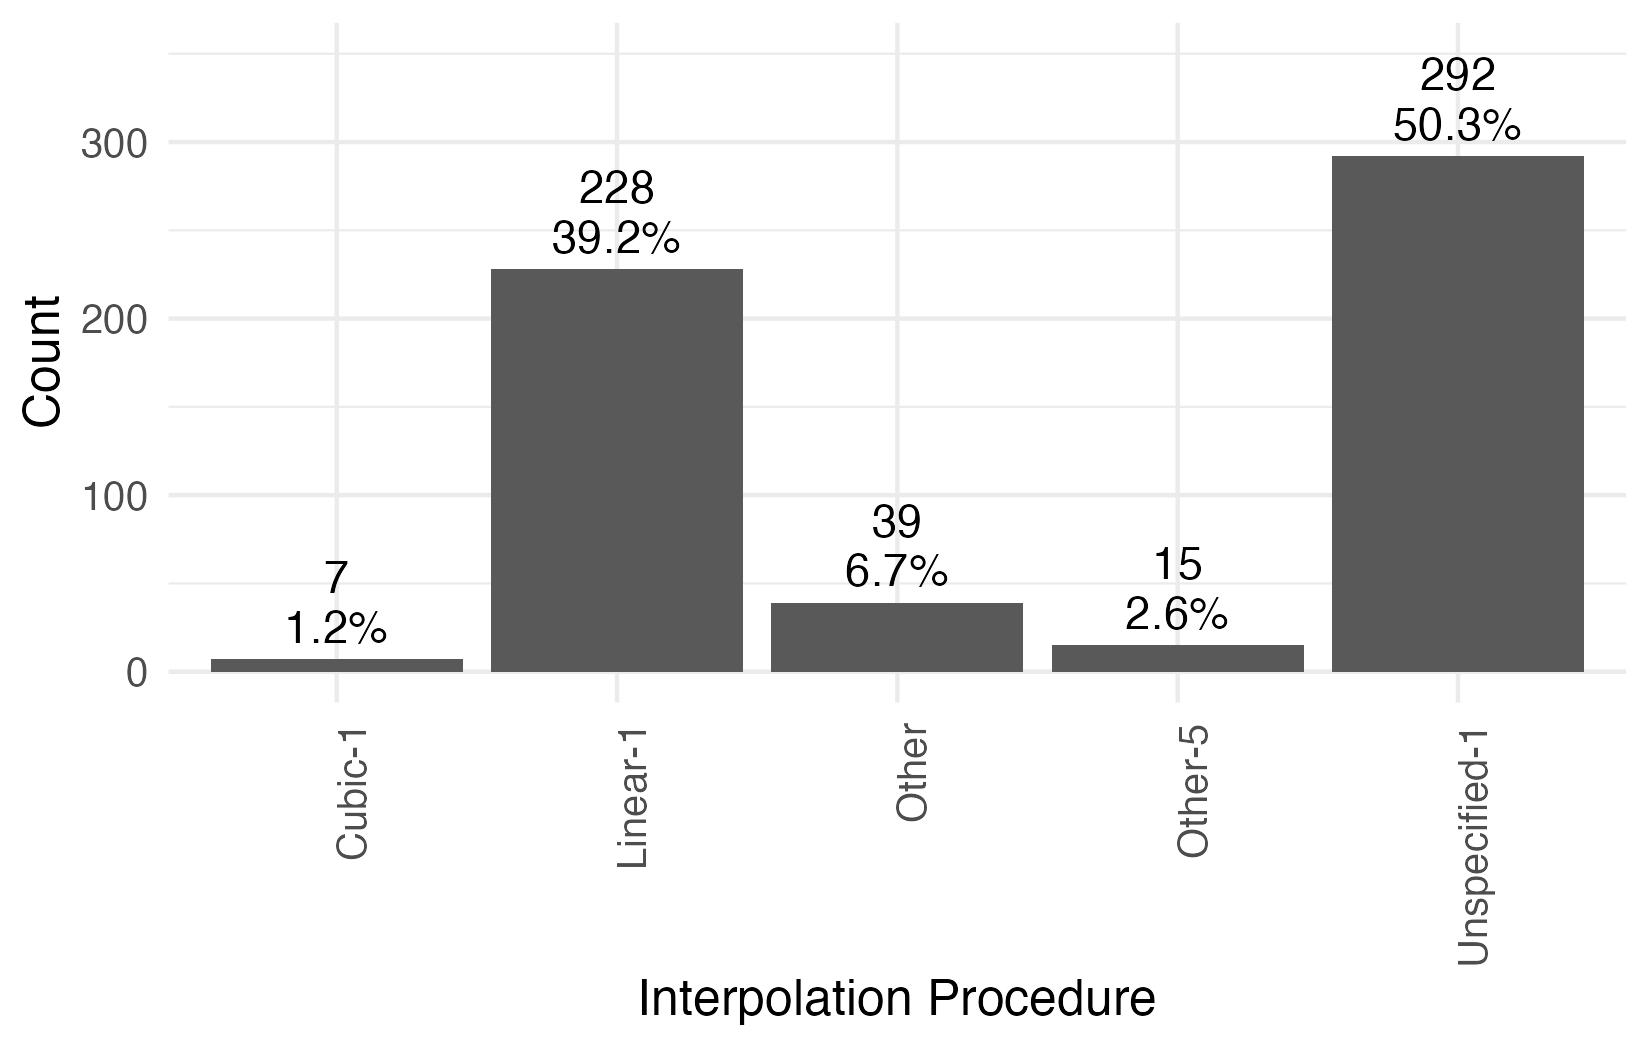 Count
300
200
100
0
7
1.2%
228
39.2%
39
6.7%
15
2.6%
292
50.3%
Cubic-1
Linear-1
Other
Other-5
Unspecified-1
Interpolation Procedure